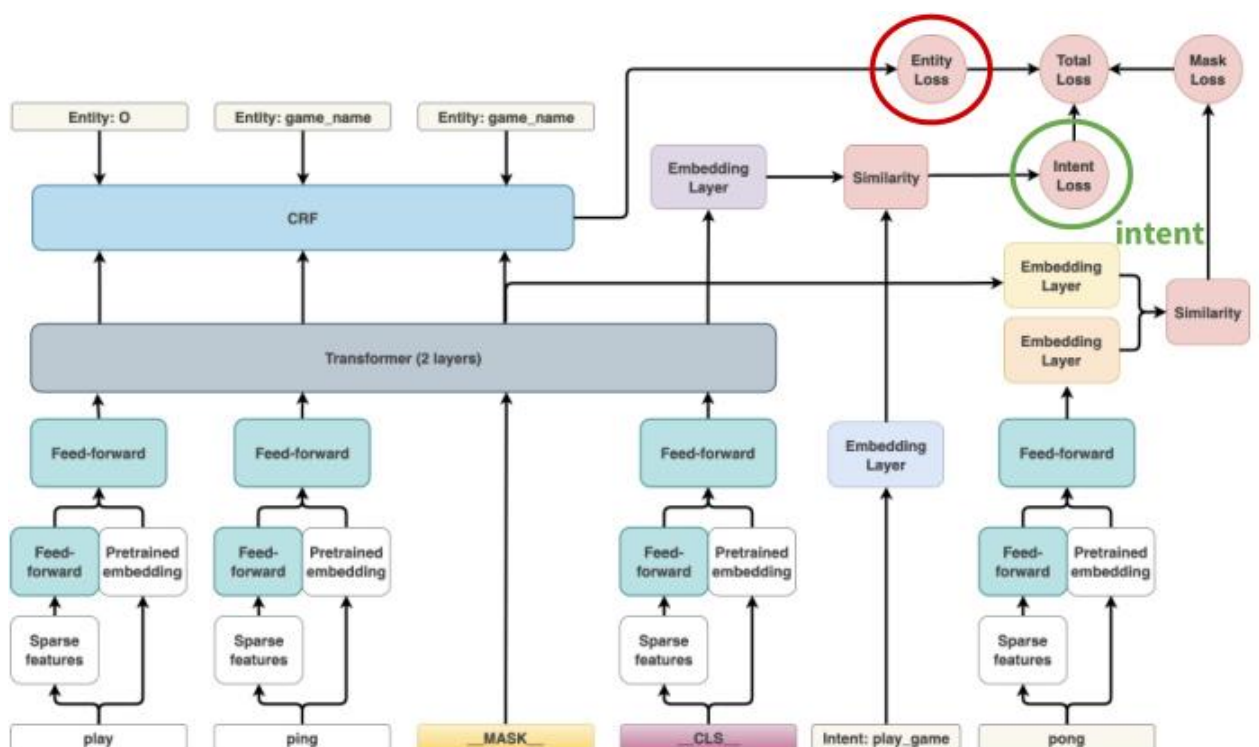 Entity
Loss
Total
Loss
Mask
Loss
Entity: O
Entity: game_name
Entity: game_name
Embedding
Layer
Similarity
Intent
Loss
CRF
intent
Embedding
Layer
Similarity
Transformer (2 layers)
Embedding
Layer
Feed-forward
Feed-forward
Feed-forward
Embedding
Layer
Feed-forward
Feed-
forward
Pretrained
embedding
Feed-
forward
Pretrained
embedding
Feed-
forward
Pretrained
embedding
Feed-
forward
Pretrained
embedding
Sparse
features
Sparse
features
Sparse
features
Sparse
features
play
ping
__MASK__
__CLS__
Intent: play_game
pong